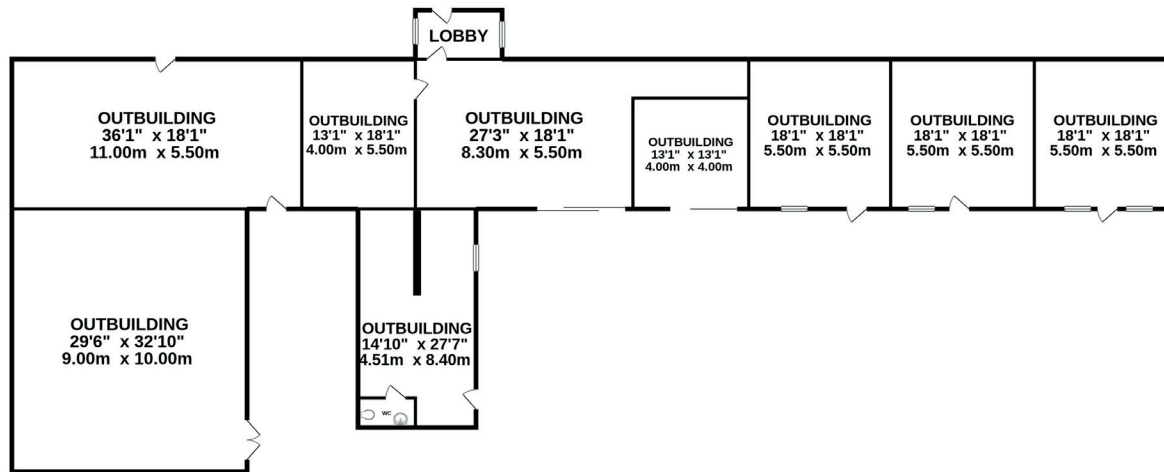 LOBBY
OUTBUILDING
36'1" x 18'1"
11.00m x 5.50m
OUTBUILDING
13'1" x 18'1"
4.00m x 5.50m
OUTBUILDING
27'3" x 18'1"
8.30m x 5.50m
OUTBUILDING
13'1" x 13'1"
4.00m x 4.00m
OUTBUILDING
18'1" x 18'1"
5.50m x 5.50m
OUTBUILDING
18'1" x 18'1"
5.50m x 5.50m
OUTBUILDING
18'1" x 18'1"
5.50m x 5.50m
OUTBUILDING
29'6" x 32'10"
9.00m x 10.00m
OUTBUILDING
14'10" x 27'7"
4.51m x 8.40m
WC